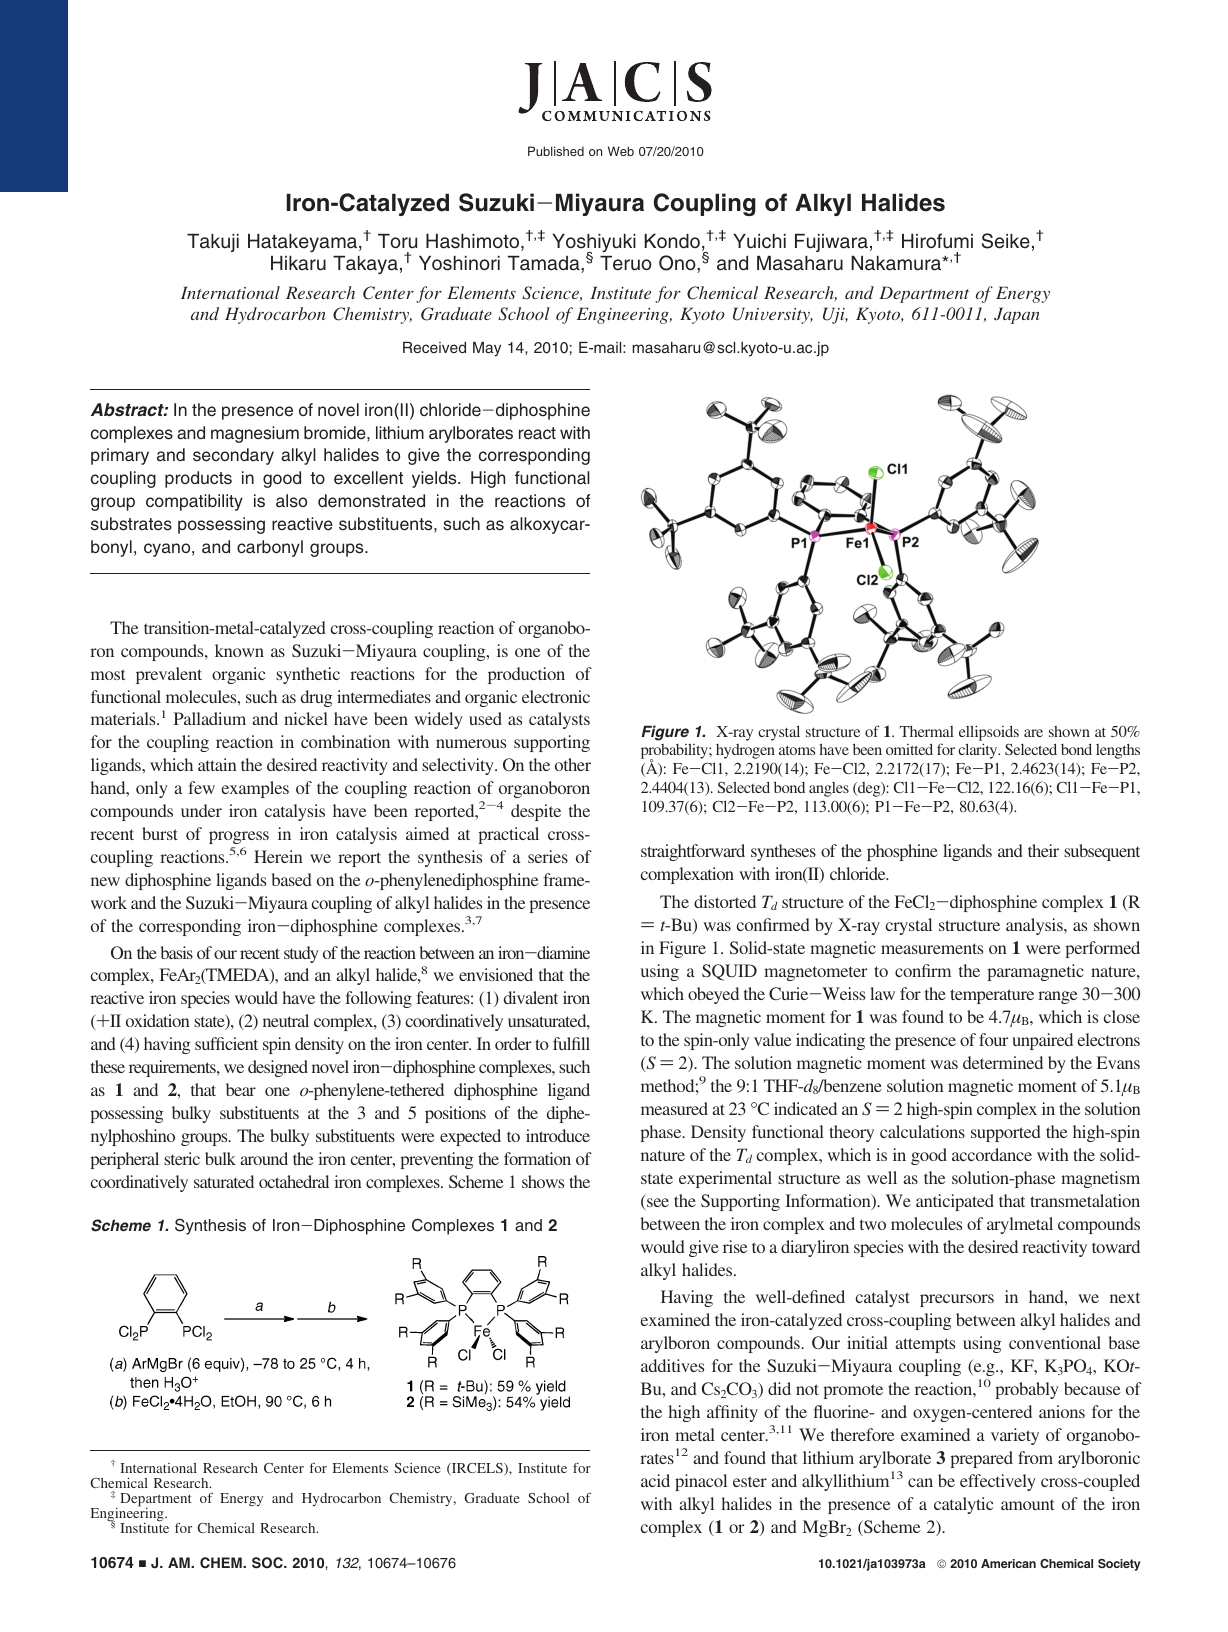 J|A|C|S
COMMUNICATIONS
Published on Web 07/20/2010
Iron-Catalyzed Suzuki−Miyaura Coupling of Alkyl Halides
Takuji Hatakeyama,† Toru Hashimoto,†,‡ Yoshiyuki Kondo,†,‡ Yuichi Fujiwara,†,‡ Hirofumi Seike,†
Hikaru Takaya,† Yoshinori Tamada,§ Teruo Ono,§ and Masaharu Nakamura*,†
International Research Center for Elements Science, Institute for Chemical Research, and Department of Energy
and Hydrocarbon Chemistry, Graduate School of Engineering, Kyoto University, Uji, Kyoto, 611-0011, Japan
Received May 14, 2010; E-mail: masaharu@scl.kyoto-u.ac.jp
Abstract: In the presence of novel iron(II) chloride−diphosphine
complexes and magnesium bromide, lithium arylborates react with
primary and secondary alkyl halides to give the corresponding
coupling products in good to excellent yields. High functional
group compatibility is also demonstrated in the reactions of
substrates possessing reactive substituents, such as alkoxycar-
bonyl, cyano, and carbonyl groups.
The transition-metal-catalyzed cross-coupling reaction of organobo-
ron compounds, known as Suzuki−Miyaura coupling, is one of the
most prevalent organic synthetic reactions for the production of
functional molecules, such as drug intermediates and organic electronic
materials.1 Palladium and nickel have been widely used as catalysts
for the coupling reaction in combination with numerous supporting
ligands, which attain the desired reactivity and selectivity. On the other
hand, only a few examples of the coupling reaction of organoboron
compounds under iron catalysis have been reported,2−4 despite the
recent burst of progress in iron catalysis aimed at practical cross-
coupling reactions.5,6 Herein we report the synthesis of a series of
new diphosphine ligands based on the o-phenylenediphosphine frame-
work and the Suzuki−Miyaura coupling of alkyl halides in the presence
of the corresponding iron−diphosphine complexes.3,7
On the basis of our recent study of the reaction between an iron−diamine
complex, FeAr2(TMEDA), and an alkyl halide,8 we envisioned that the
reactive iron species would have the following features: (1) divalent iron
(+II oxidation state), (2) neutral complex, (3) coordinatively unsaturated,
and (4) having sufficient spin density on the iron center. In order to fulfill
these requirements, we designed novel iron−diphosphine complexes, such
as 1 and 2, that bear one o-phenylene-tethered diphosphine ligand
possessing bulky substituents at the 3 and 5 positions of the diphe-
nylphoshino groups. The bulky substituents were expected to introduce
peripheral steric bulk around the iron center, preventing the formation of
coordinatively saturated octahedral iron complexes. Scheme 1 shows the
Scheme 1. Synthesis of Iron−Diphosphine Complexes 1 and 2
Cl2P PCl2
a b
R R R R R R R R
P P Fe Cl Cl
(a) ArMgBr (6 equiv), –78 to 25 °C, 4 h,
then H3O+
(b) FeCl2•4H2O, EtOH, 90 °C, 6 h
1 (R = t-Bu): 59 % yield
2 (R = SiMe3): 54% yield
† International Research Center for Elements Science (IRCELS), Institute for
Chemical Research.
‡ Department of Energy and Hydrocarbon Chemistry, Graduate School of
Engineering.
§ Institute for Chemical Research.
Cl1
P1 Fe1 P2
Cl2
Figure 1. X-ray crystal structure of 1. Thermal ellipsoids are shown at 50%
probability; hydrogen atoms have been omitted for clarity. Selected bond lengths
(Å): Fe−Cl1, 2.2190(14); Fe−Cl2, 2.2172(17); Fe−P1, 2.4623(14); Fe−P2,
2.4404(13). Selected bond angles (deg): Cl1−Fe−Cl2, 122.16(6); Cl1−Fe−P1,
109.37(6); Cl2−Fe−P2, 113.00(6); P1−Fe−P2, 80.63(4).
straightforward syntheses of the phosphine ligands and their subsequent
complexation with iron(II) chloride.
The distorted Td structure of the FeCl2−diphosphine complex 1 (R
= t-Bu) was confirmed by X-ray crystal structure analysis, as shown
in Figure 1. Solid-state magnetic measurements on 1 were performed
using a SQUID magnetometer to confirm the paramagnetic nature,
which obeyed the Curie−Weiss law for the temperature range 30−300
K. The magnetic moment for 1 was found to be 4.7μB, which is close
to the spin-only value indicating the presence of four unpaired electrons
(S = 2). The solution magnetic moment was determined by the Evans
method;9 the 9:1 THF-d8/benzene solution magnetic moment of 5.1μB
measured at 23 °C indicated an S = 2 high-spin complex in the solution
phase. Density functional theory calculations supported the high-spin
nature of the Td complex, which is in good accordance with the solid-
state experimental structure as well as the solution-phase magnetism
(see the Supporting Information). We anticipated that transmetalation
between the iron complex and two molecules of arylmetal compounds
would give rise to a diaryliron species with the desired reactivity toward
alkyl halides.
Having the well-defined catalyst precursors in hand, we next
examined the iron-catalyzed cross-coupling between alkyl halides and
arylboron compounds. Our initial attempts using conventional base
additives for the Suzuki−Miyaura coupling (e.g., KF, K3PO4, KOt-
Bu, and Cs2CO3) did not promote the reaction,10 probably because of
the high affinity of the fluorine- and oxygen-centered anions for the
iron metal center.3,11 We therefore examined a variety of organobo-
rates12 and found that lithium arylborate 3 prepared from arylboronic
acid pinacol ester and alkyllithium13 can be effectively cross-coupled
with alkyl halides in the presence of a catalytic amount of the iron
complex (1 or 2) and MgBr2 (Scheme 2).
10674 ■ J. AM. CHEM. SOC. 2010, 132, 10674–10676
10.1021/ja103973a © 2010 American Chemical Society